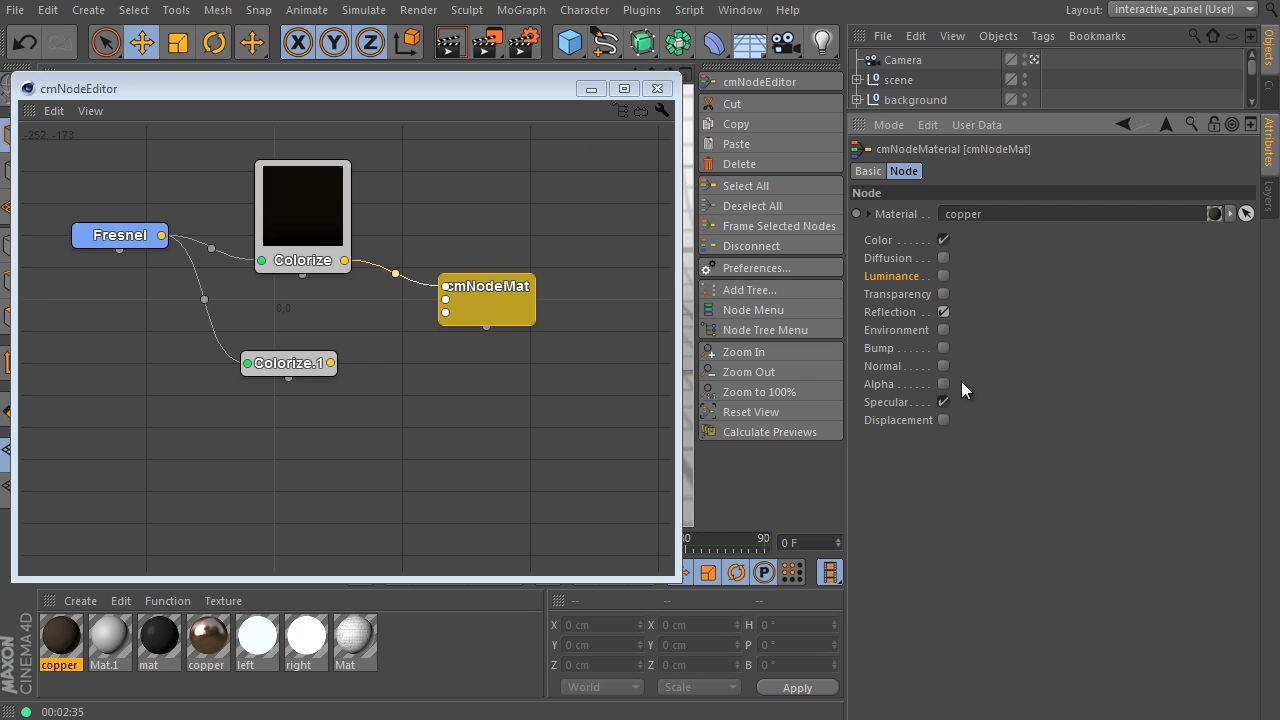 File Edit Create Select Tools Mesh Snap Animate Simulate Render Sculpt MoGraph Character Plugins Script Window Help
Layout: interactive_panel (User)
File Edit View Objects Tags Bookmarks
Camera
scene
background
Objects
Attributes
Layers
cmNodeEditor
Edit View
-252, -173
Fresnel
Colorize
cmNodeMat
0,0
Colorize.1
cmNodeEditor
Cut
Copy
Paste
Delete
Select All
Deselect All
Frame Selected Nodes
Disconnect
Preferences...
Add Tree...
Node Menu
Node Tree Menu
Zoom In
Zoom Out
Zoom to 100%
Reset View
Calculate Previews
Mode Edit User Data
cmNodeMaterial [cmNodeMat]
Basic Node
Node
Material . . copper
Color . . . . . .
Diffusion . . .
Luminance . .
Transparency
Reflection . .
Environment
Bump . . . . .
Normal . . . .
Alpha . . . . . .
Specular. . . .
Displacement
90 0 F
Create Edit Function Texture
copper Mat.1 mat copper left right Mat
-- -- --
X 0 cm X 0 cm H 0 °
Y 0 cm Y 0 cm P 0 °
Z 0 cm Z 0 cm B 0 °
World Scale Apply
MAXON
CINEMA 4D
00:02:35